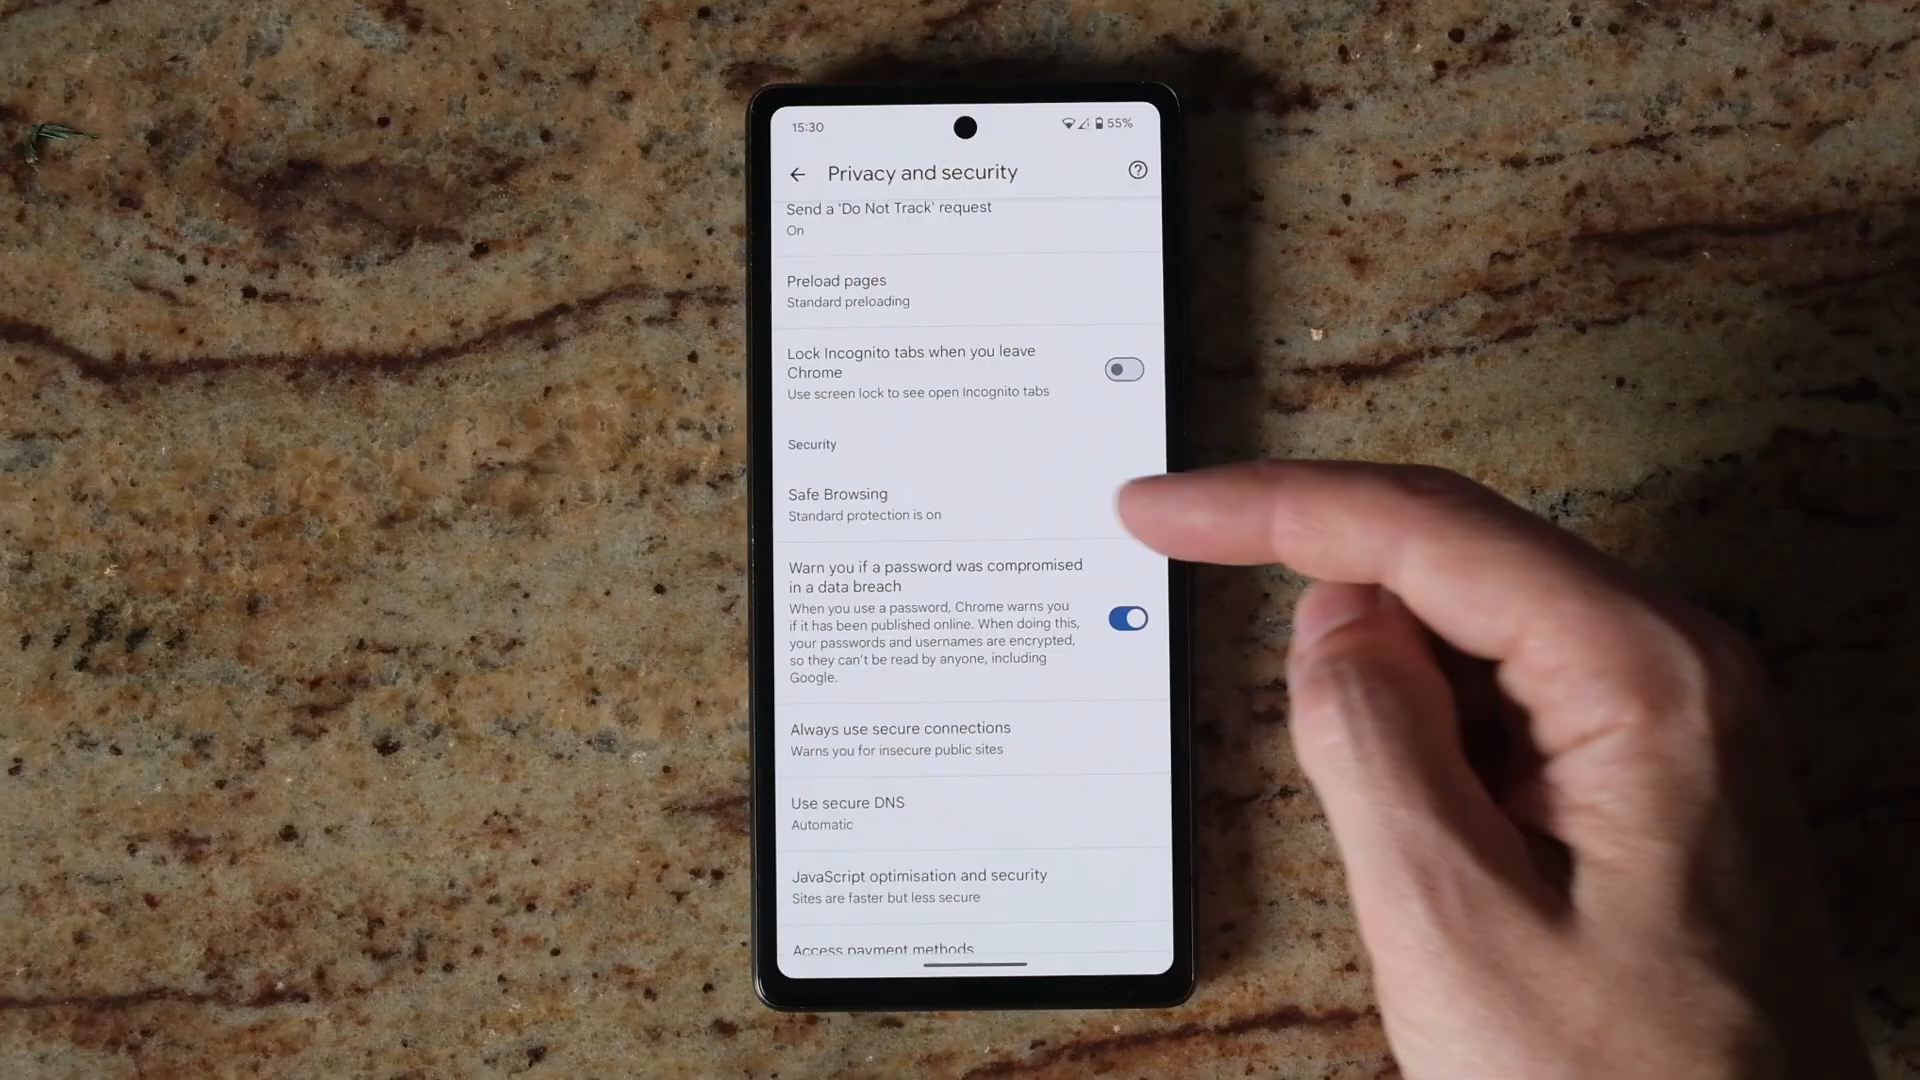 15:30
55%
Privacy and security
Send a 'Do Not Track' request
On
Preload pages
Standard preloading
Lock Incognito tabs when you leave
Chrome
Use screen lock to see open Incognito tabs
Security
Safe Browsing
Standard protection is on
Warn you if a password was compromised
in a data breach
When you use a password, Chrome warns you
if it has been published online. When doing this,
your passwords and usernames are encrypted,
so they can't be read by anyone, including
Google.
Always use secure connections
Warns you for insecure public sites
Use secure DNS
Automatic
JavaScript optimisation and security
Sites are faster but less secure
Access payment methods